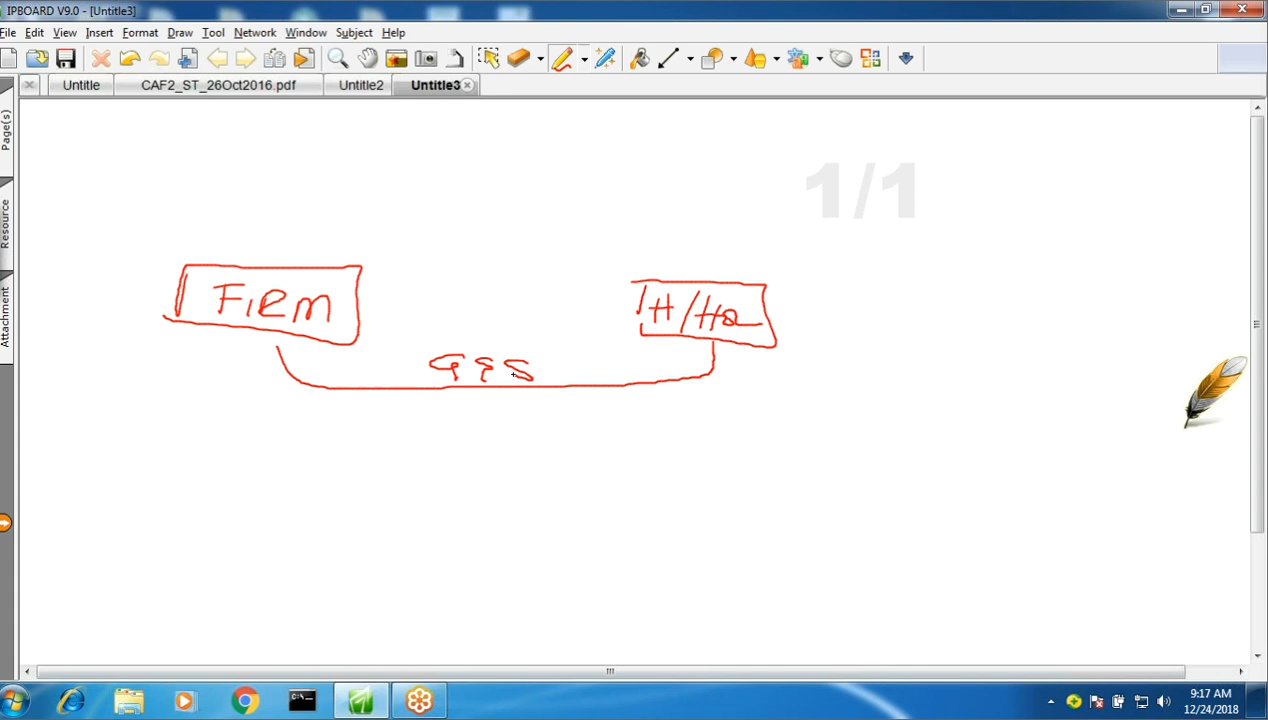 IPBOARD V9.0 - [Untitle3]
File Edit View Insert Format Draw Tool Network Window Subject Help
Untitle CAF2_ST_26Oct2016.pdf Untitle2 Untitle3
Page(s)
Resource
Attachment
1/1
FIRM
H/H
9:17 AM
12/24/2018